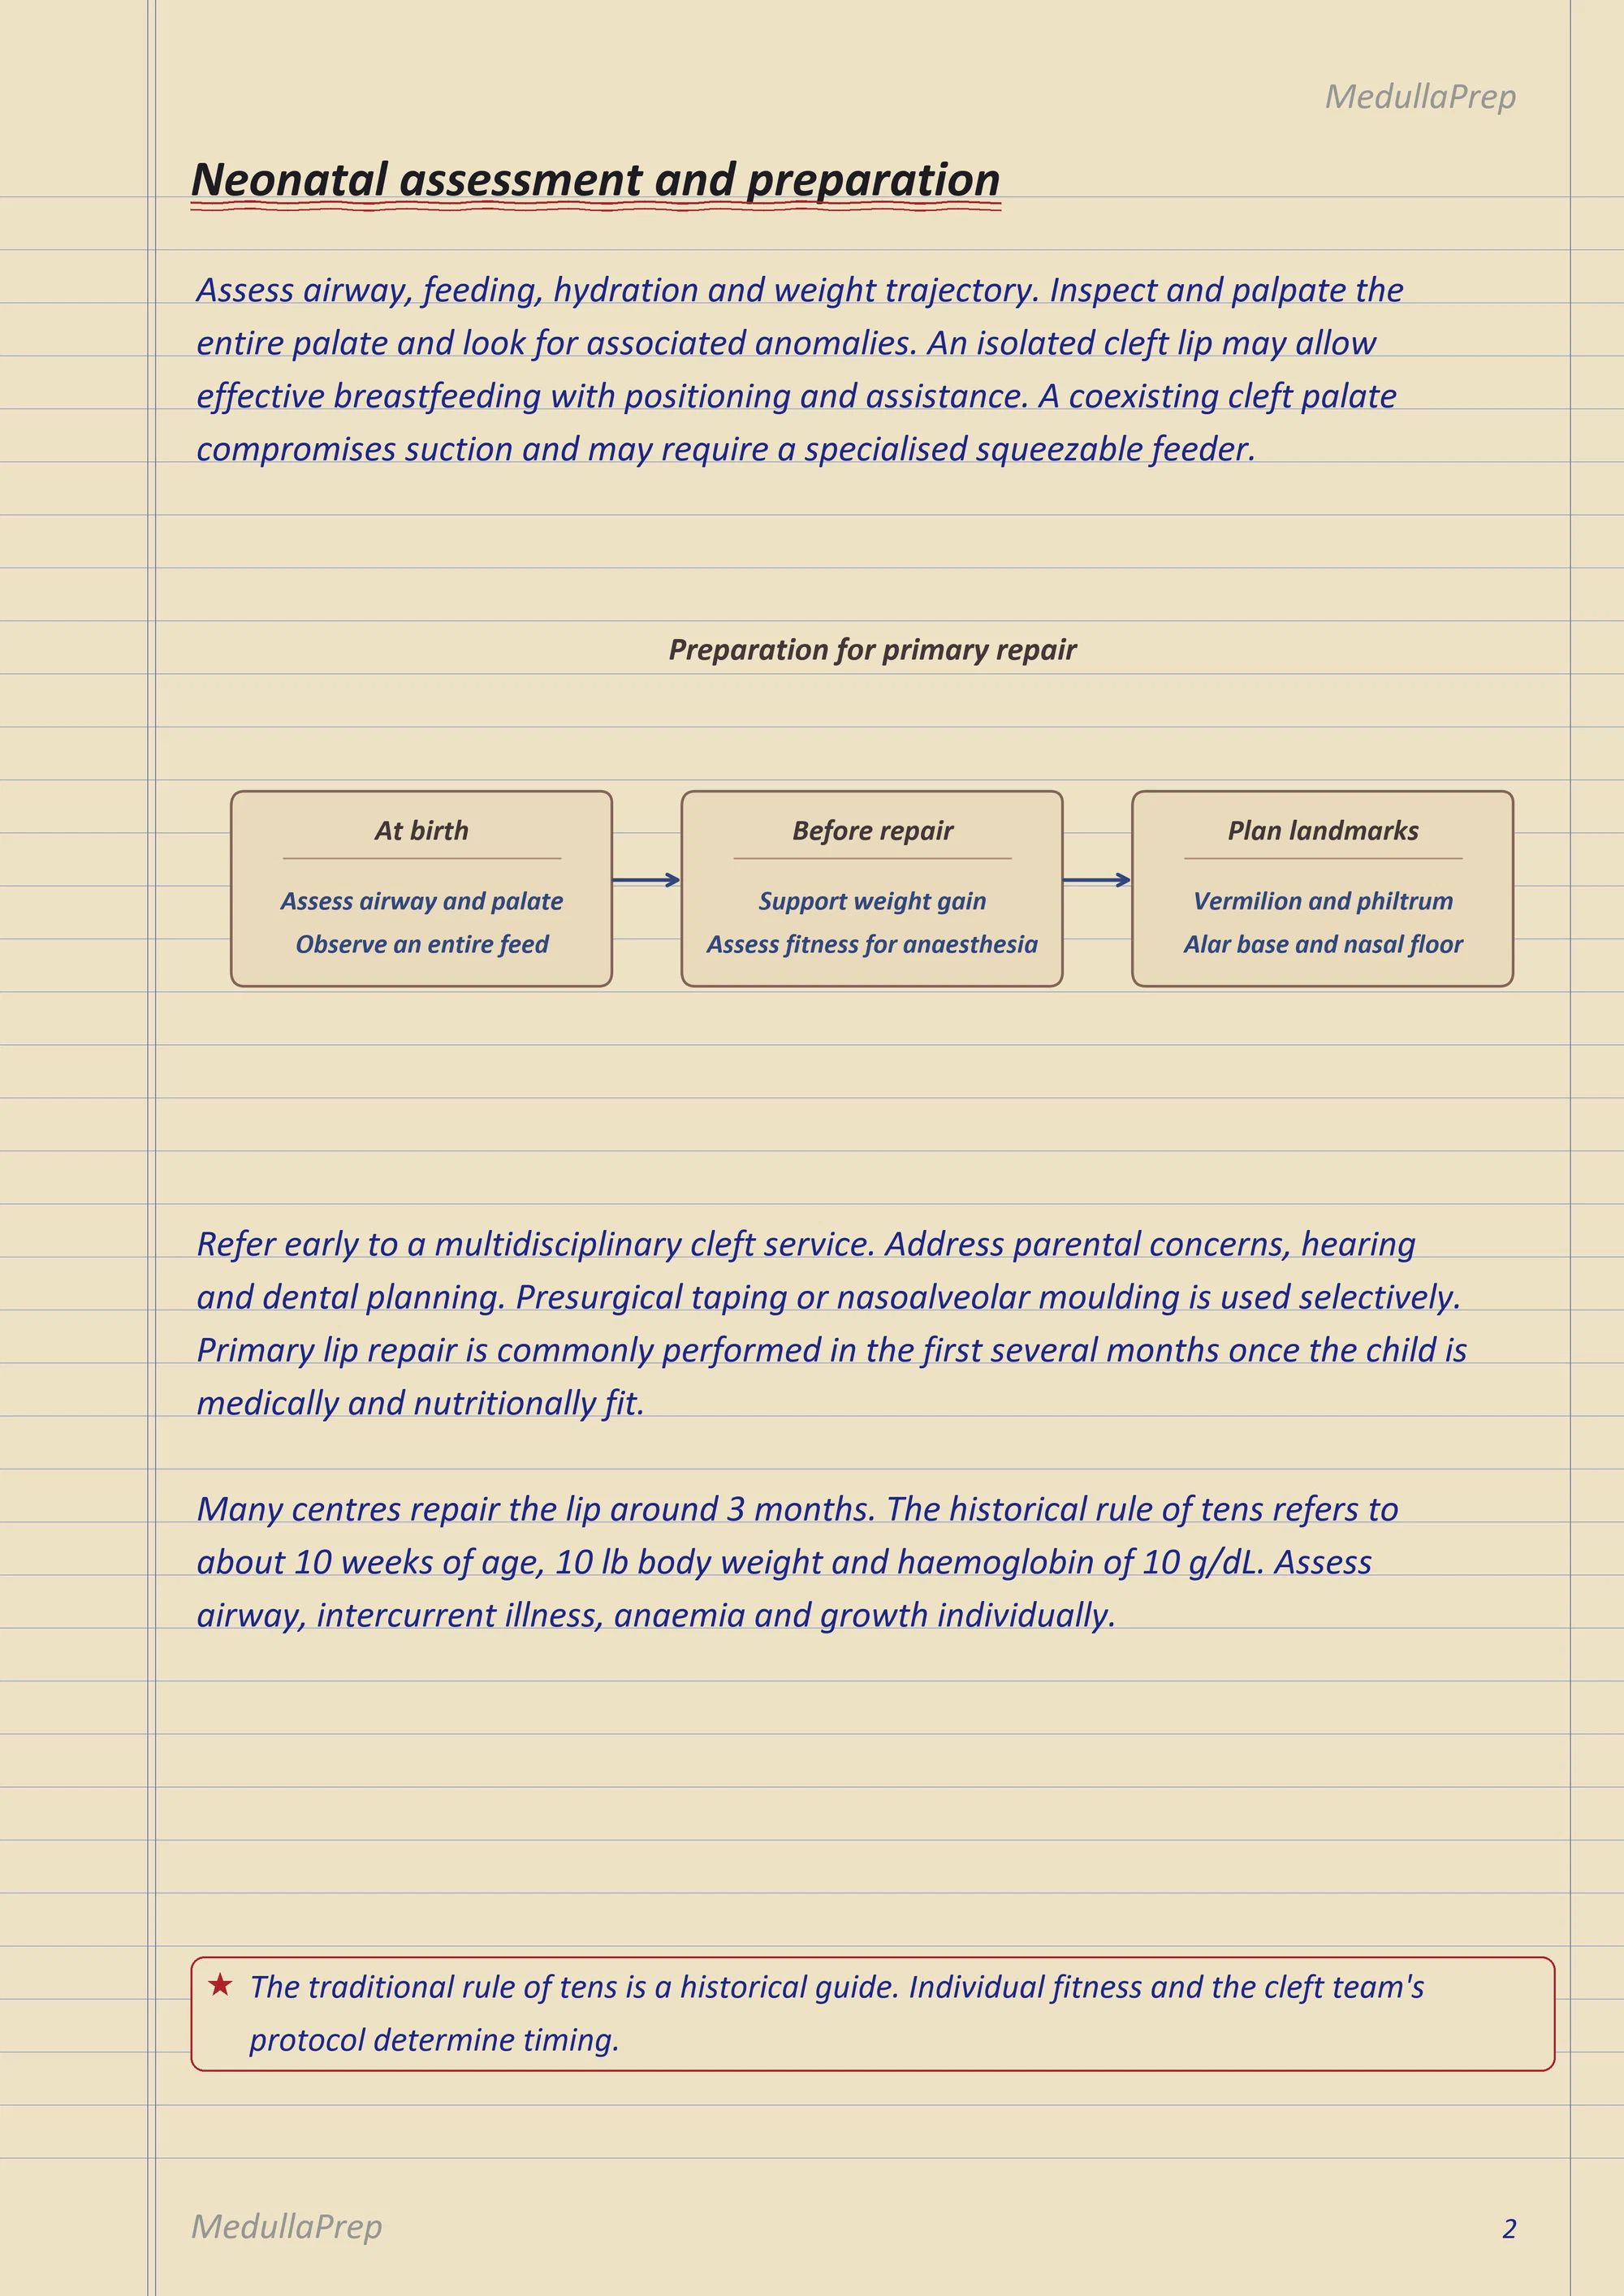 MedullaPrep
Neonatal assessment and preparation
Assess airway, feeding, hydration and weight trajectory. Inspect and palpate the
entire palate and look for associated anomalies. An isolated cleft lip may allow
effective breastfeeding with positioning and assistance. A coexisting cleft palate
compromises suction and may require a specialised squeezable feeder.
Preparation for primary repair
At birth
Assess airway and palate
Observe an entire feed
Before repair
Support weight gain
Assess fitness for anaesthesia
Plan landmarks
Vermilion and philtrum
Alar base and nasal floor
Refer early to a multidisciplinary cleft service. Address parental concerns, hearing
and dental planning. Presurgical taping or nasoalveolar moulding is used selectively.
Primary lip repair is commonly performed in the first several months once the child is
medically and nutritionally fit.
Many centres repair the lip around 3 months. The historical rule of tens refers to
about 10 weeks of age, 10 lb body weight and haemoglobin of 10 g/dL. Assess
airway, intercurrent illness, anaemia and growth individually.
★ The traditional rule of tens is a historical guide. Individual fitness and the cleft team's
protocol determine timing.
MedullaPrep
2